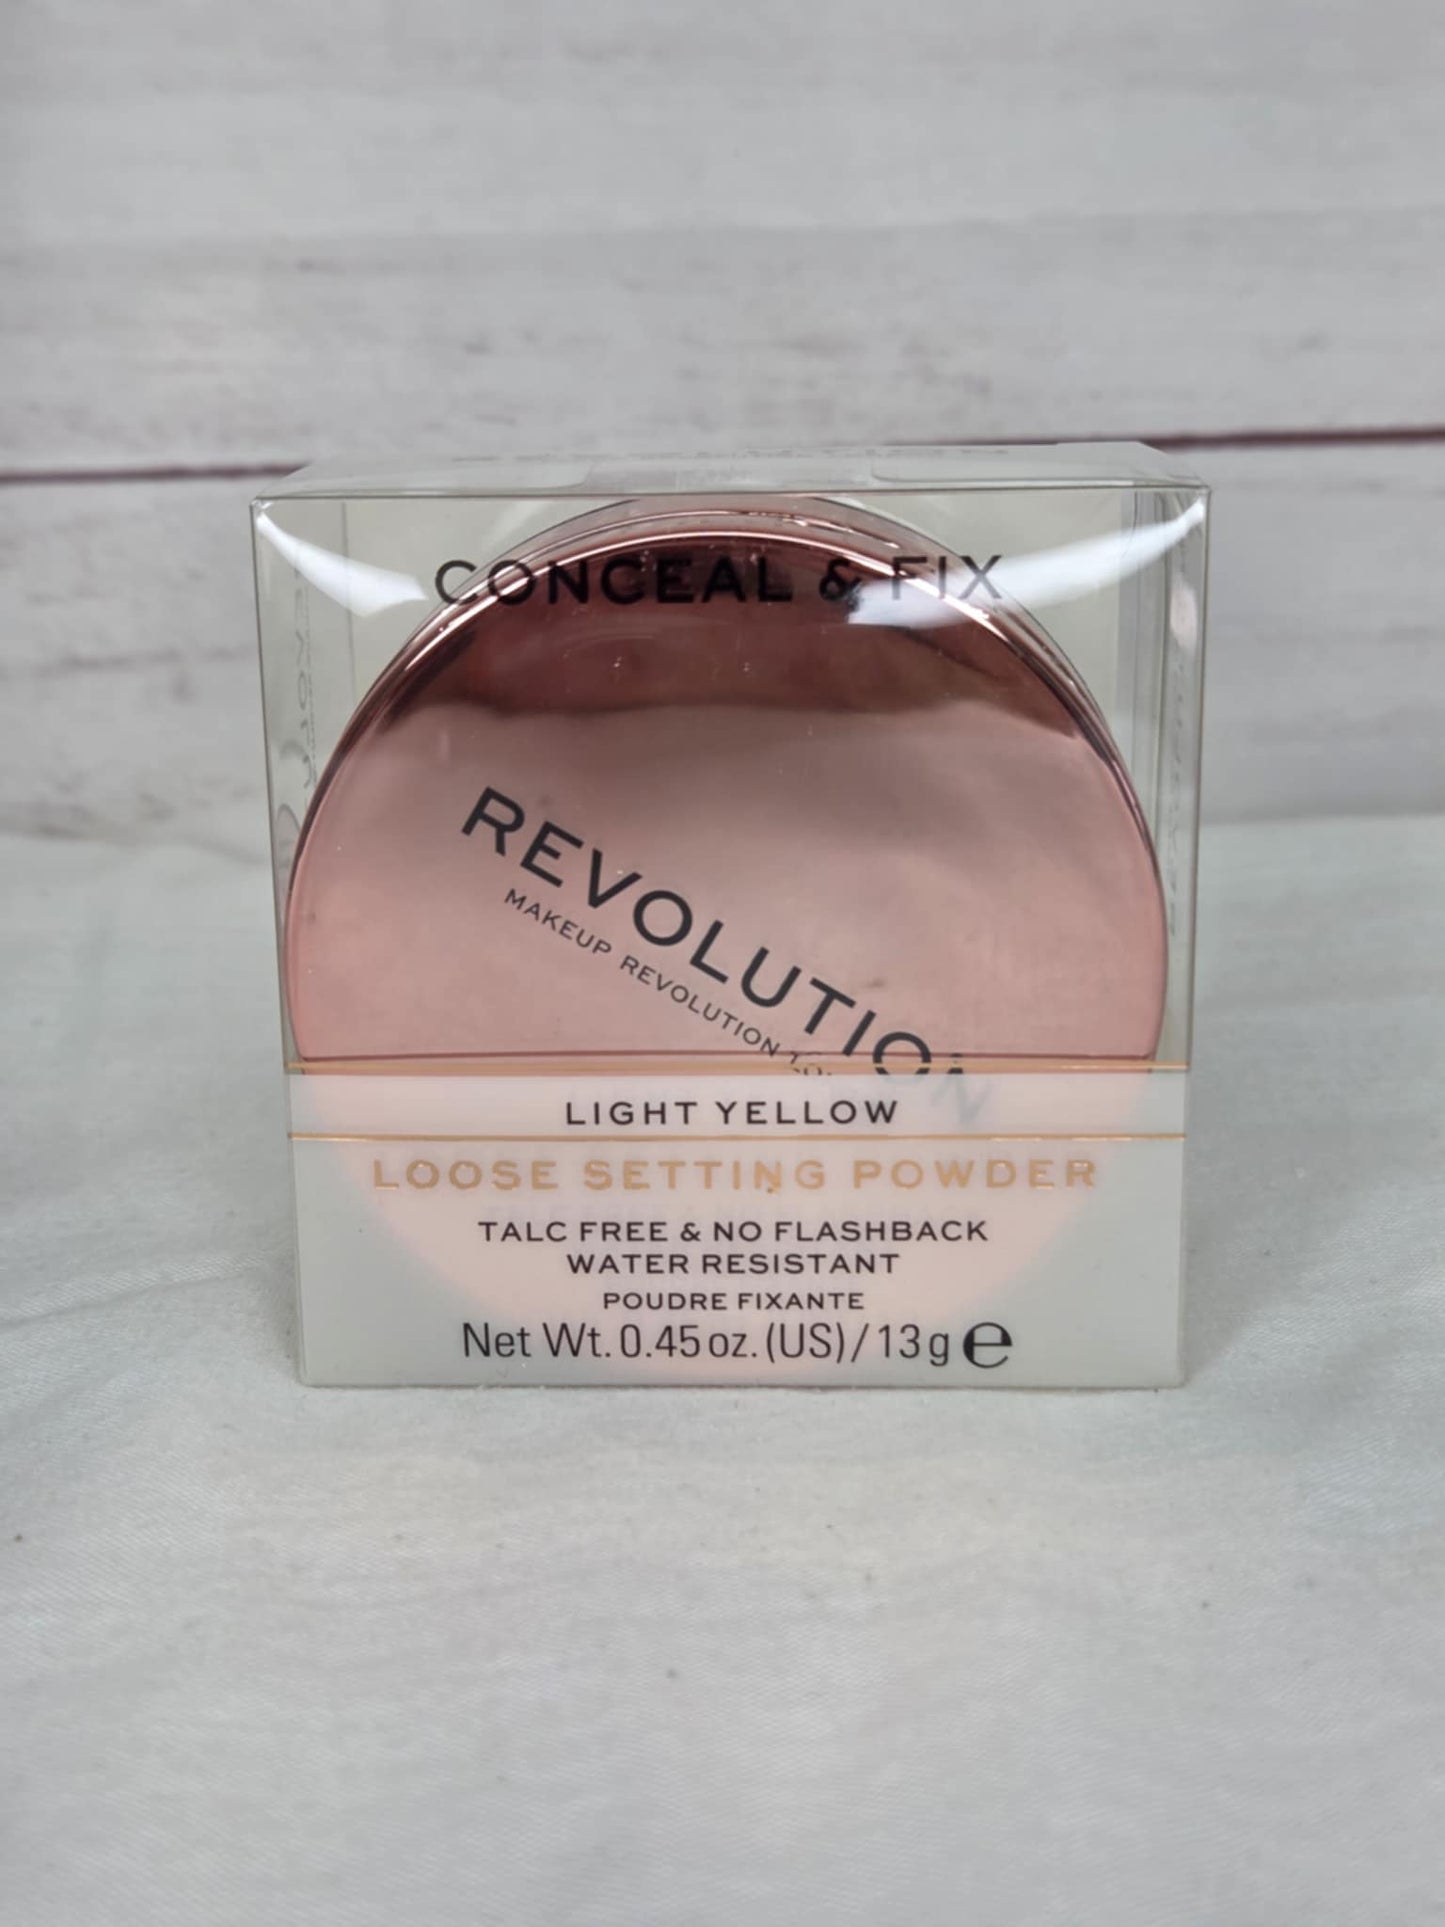 CONCEAL & FIX
REVOLUTION
MAKEUP REVOLUTION
LIGHT YELLOW
LOOSE SETTING POWDER
TALC FREE & NO FLASHBACK
WATER RESISTANT
POUDRE FIXANTE
Net Wt. 0.45 oz. (US) / 13g ℮